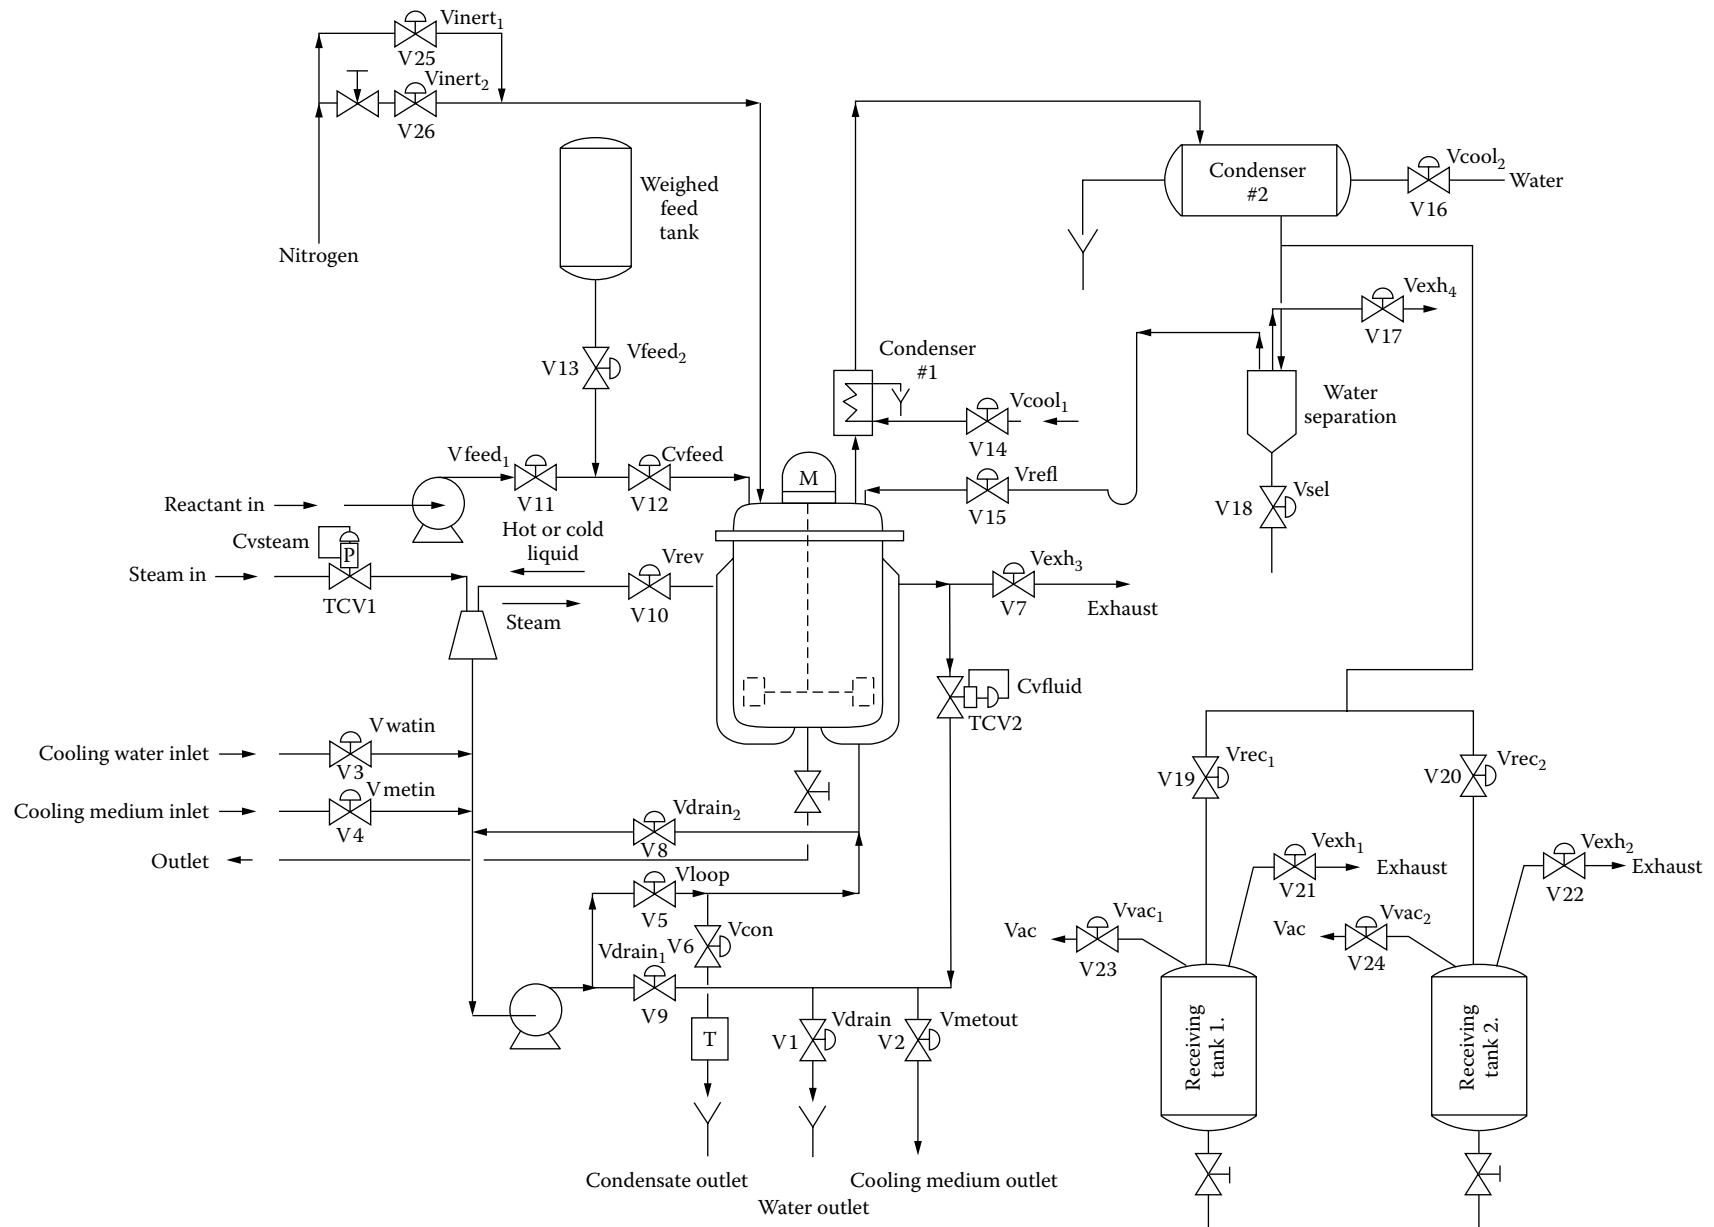 Vinert1
V25
Vinert2
V26
Nitrogen
Weighed
feed
tank
Condenser
#2
Vcool2
Water
V16
Vexh4
V17
V13
Vfeed2
Condenser
#1
Vcool1
V14
Water
separation
Vfeed1
Cvfeed
M
Vrefl
V15
V18
Vsel
Reactant in
V11
V12
Hot or cold
liquid
Cvsteam
P
Vrev
Vexh3
Steam in
TCV1
V10
V7
Exhaust
Steam
Cvfluid
TCV2
Vwatin
Cooling water inlet
V3
Vmetin
Cooling medium inlet
V4
Vdrain2
V8
Outlet
Vloop
V5
Vcon
V6
Vdrain1
V9
T
Vdrain
V1
Vmetout
V2
Condensate outlet
Water outlet
Cooling medium outlet
Vrec1
V19
Vrec2
V20
Vexh1
Exhaust
V21
Vexh2
Exhaust
V22
Vac
Vvac1
V23
Vac
Vvac2
V24
Receiving
tank 1.
Receiving
tank 2.